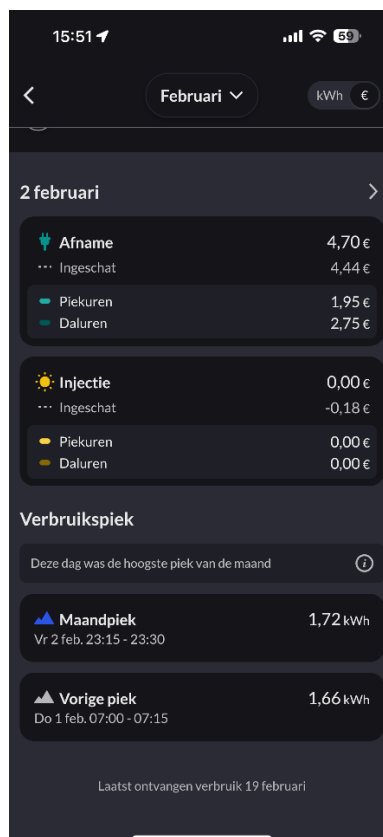 15:51
59
Februari
kWh €
2 februari
Afname 4,70 €
Ingeschat 4,44 €
Piekuren 1,95 €
Daluren 2,75 €
Injectie 0,00 €
Ingeschat -0,18 €
Piekuren 0,00 €
Daluren 0,00 €
Verbruikspiek
Deze dag was de hoogste piek van de maand
Maandpiek 1,72 kWh
Vr 2 feb. 23:15 - 23:30
Vorige piek 1,66 kWh
Do 1 feb. 07:00 - 07:15
Laatst ontvangen verbruik 19 februari